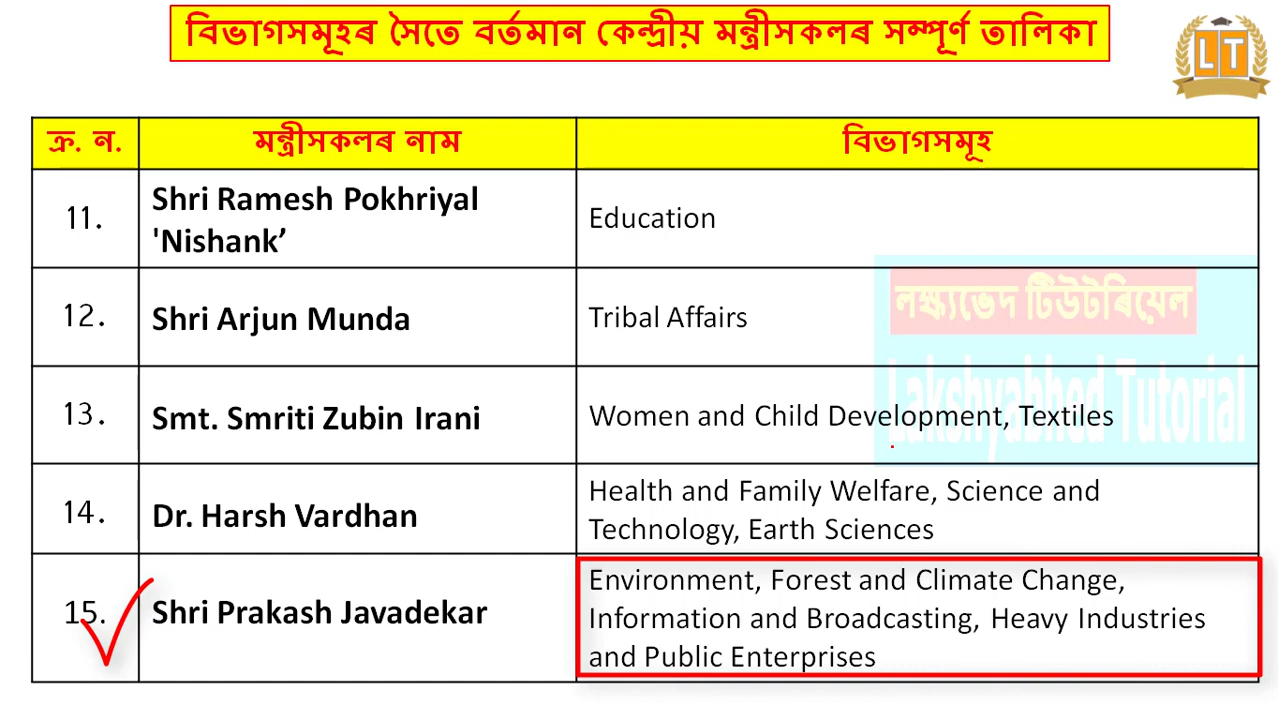 বিভাগসমূহৰ সৈতে বৰ্তমান কেন্দ্ৰীয় মন্ত্ৰীসকলৰ সম্পূৰ্ণ তালিকা
LT
ক্ৰ. ন. মন্ত্ৰীসকলৰ নাম বিভাগসমূহ
11. Shri Ramesh Pokhriyal
'Nishank’
Education
12. Shri Arjun Munda Tribal Affairs
লক্ষ্যভেদ টিউটৰিয়েল
Lakshyabhed Tutorial
13. Smt. Smriti Zubin Irani Women and Child Development, Textiles
14. Dr. Harsh Vardhan Health and Family Welfare, Science and
Technology, Earth Sciences
15. Shri Prakash Javadekar Environment, Forest and Climate Change,
Information and Broadcasting, Heavy Industries
and Public Enterprises